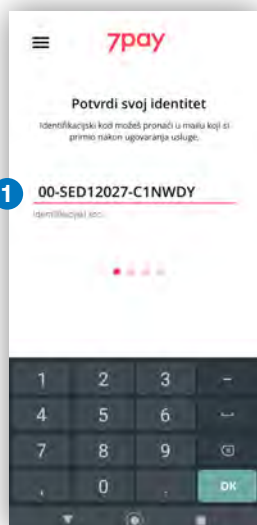 7pay
Potvrdi svoj identitet
Identifikacijski kod možeš pronaći u mailu koji si
primio nakon ugovaranja usluge.
1
00-SED12027-C1NWDY
Identifikacijski kod
1 2 3 –
4 5 6
7 8 9
, 0 . OK